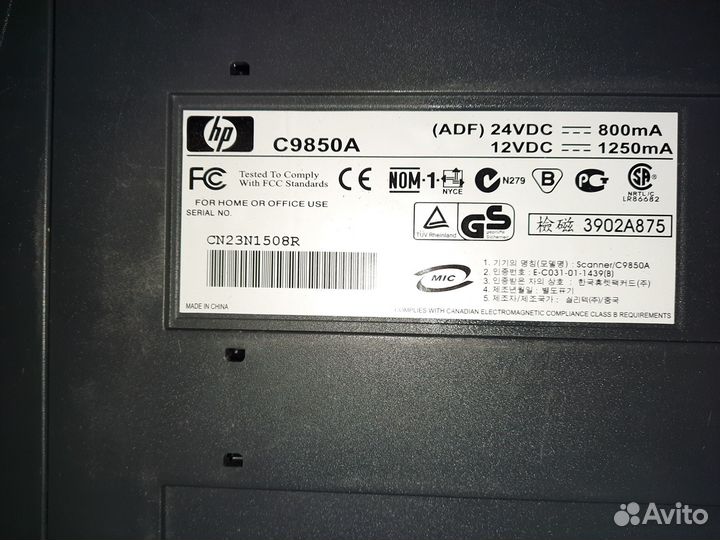 hp C9850A (ADF) 24VDC 800mA
12VDC 1250mA
FC Tested To Comply
With FCC Standards
FOR HOME OR OFFICE USE
CE NOM-1- NYCE N279 B PG SA
NRTL/C
LR86682
SERIAL NO.
CN23N1508R
TÜV Rheinland
GS geprüfte Sicherheit
檢磁 3902A875
MIC
1. 기기의 명칭(모델명) : Scanner/C9850A
2. 인증번호 : E-C031-01-1439(B)
3. 인증받은 자의 상호 : 한국휴렛팩커드(주)
4. 제조년월일 : 별도표기
5. 제조자/제조국가 : 실리텍(주)/중국
MADE IN CHINA
COMPLIES WITH CANADIAN ELECTROMAGNETIC COMPLIANCE CLASS B REQUIREMENTS
Avito